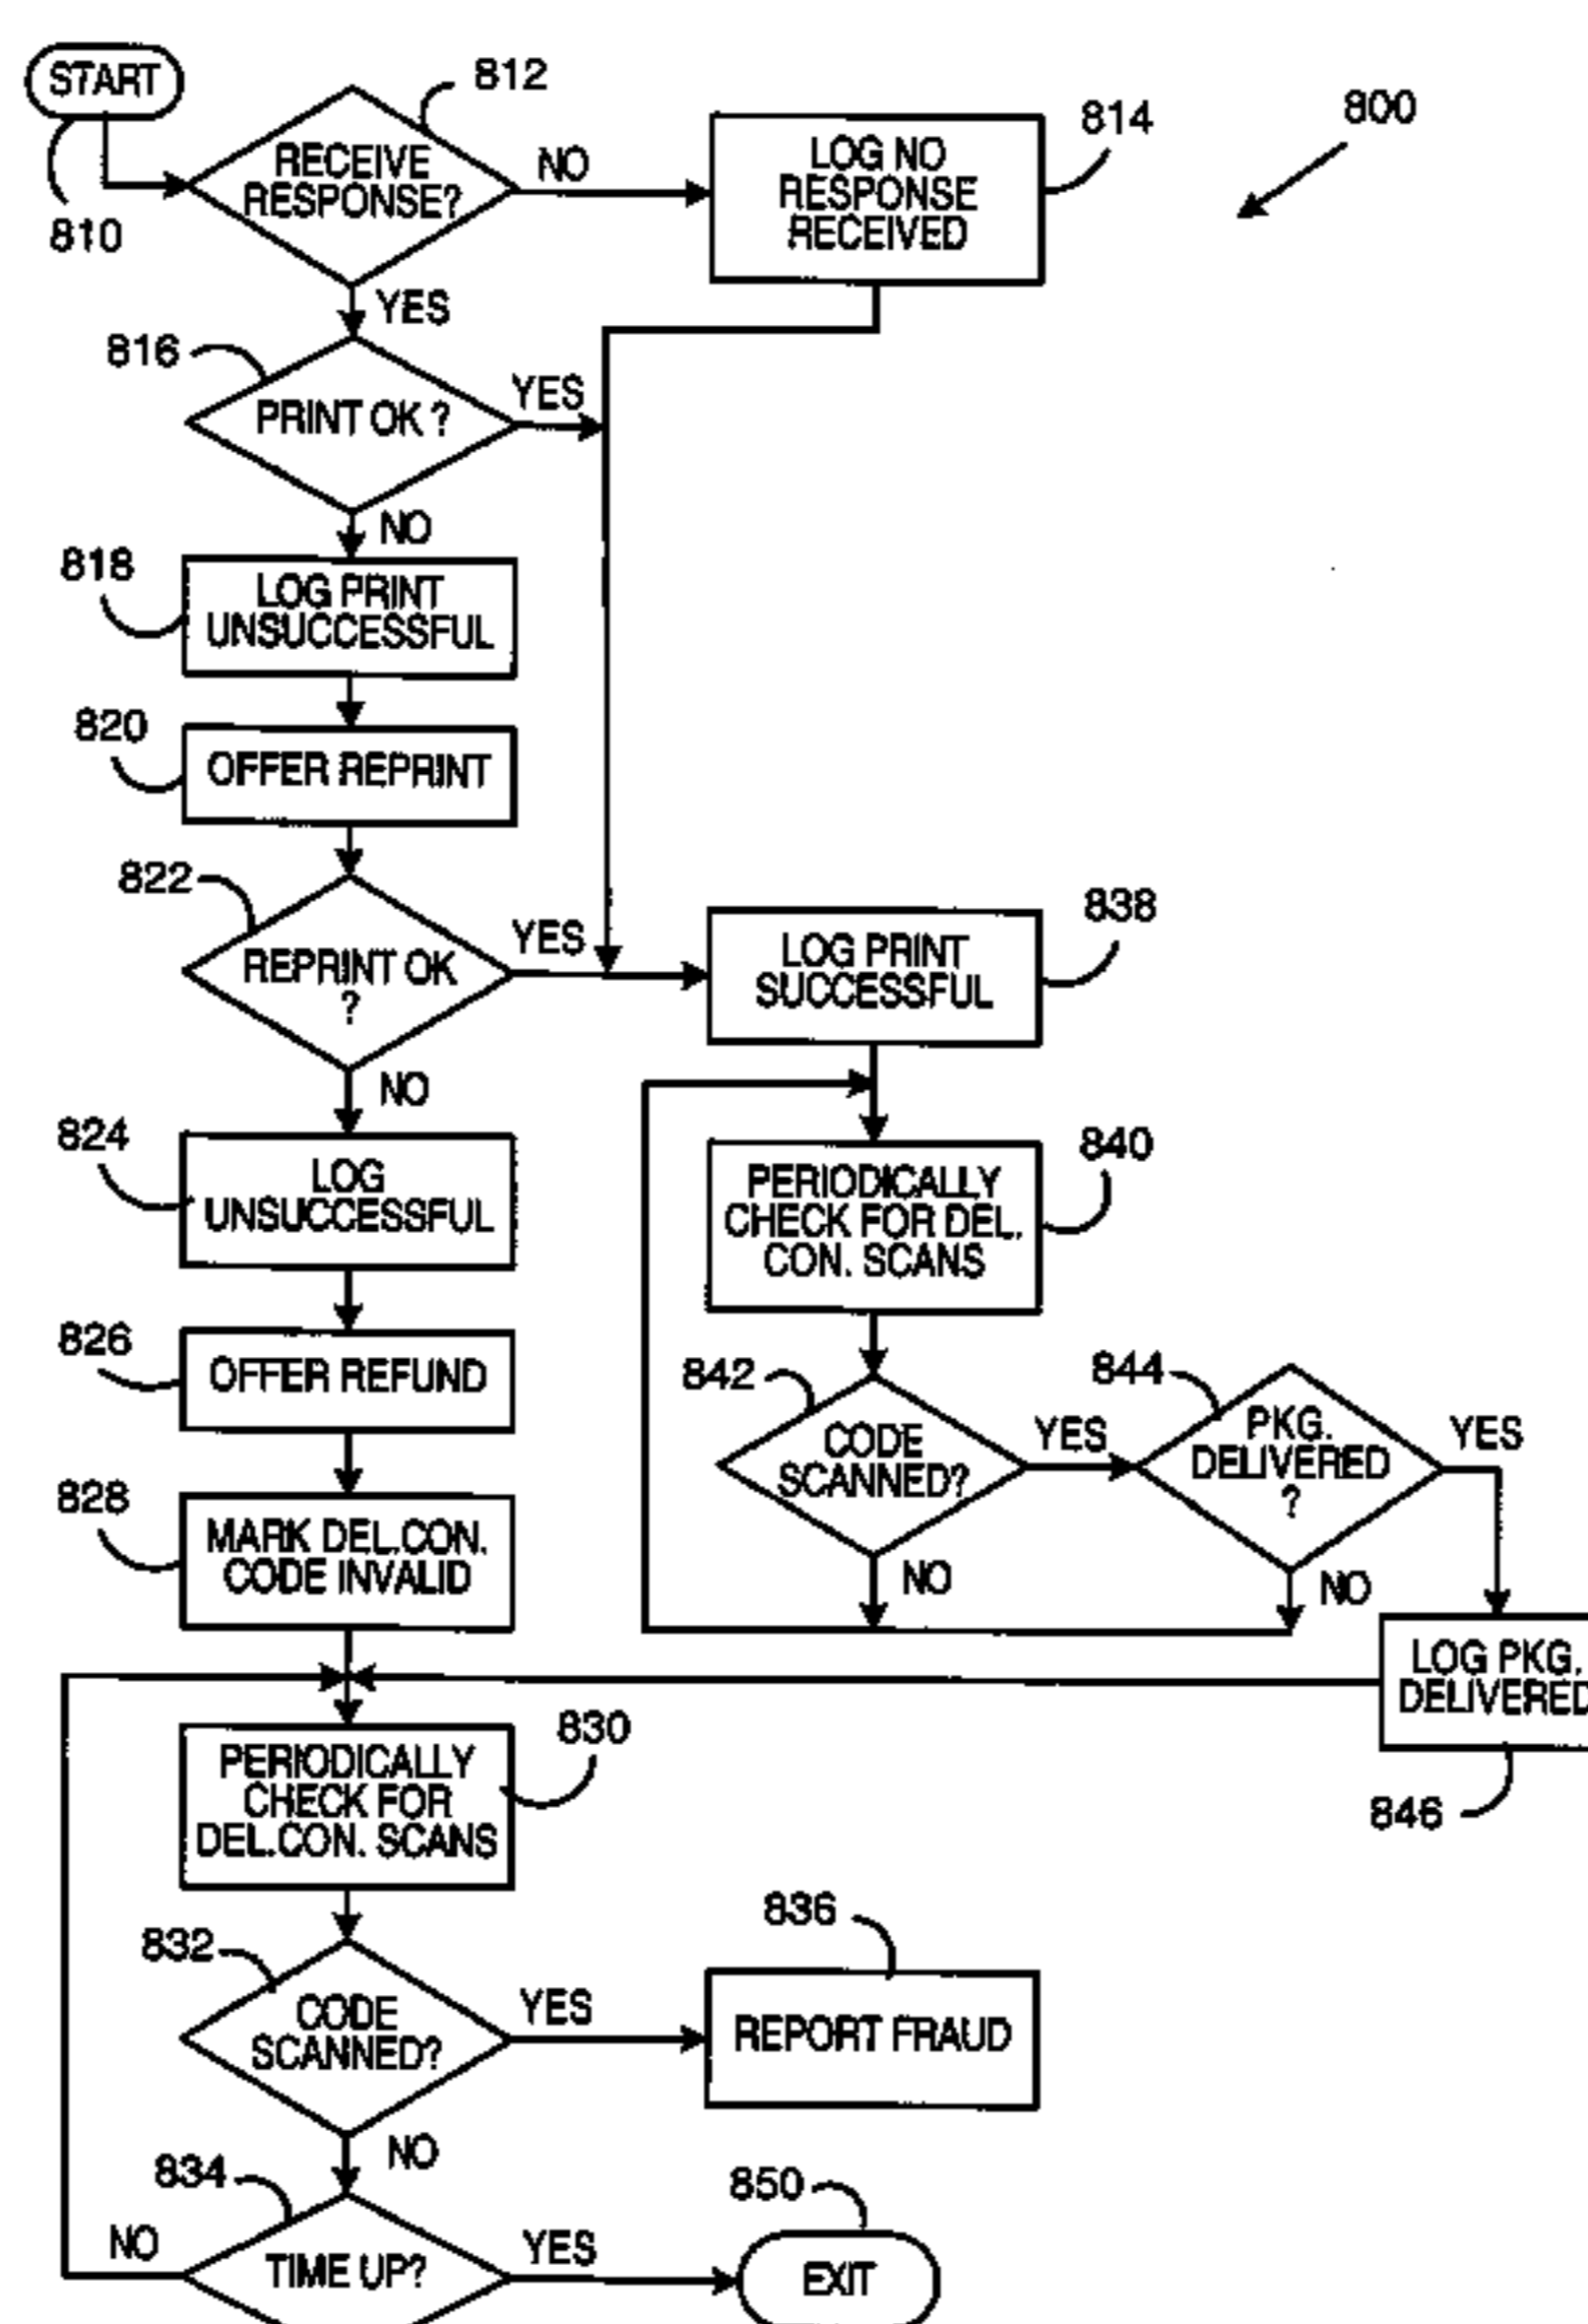 START
810
812
RECEIVE
RESPONSE?
NO
YES
LOG NO
RESPONSE
RECEIVED
814
800
816
PRINT OK ?
YES
NO
818
LOG PRINT
UNSUCCESSFUL
820
OFFER REPRINT
822
REPRINT OK
?
YES
NO
LOG PRINT
SUCCESSFUL
838
824
LOG
UNSUCCESSFUL
PERIODICALLY
CHECK FOR DEL.
CON. SCANS
840
826
OFFER REFUND
842
CODE
SCANNED?
YES
NO
844
PKG.
DELIVERED
?
YES
NO
828
MARK DEL.CON.
CODE INVALID
LOG PKG.
DELIVERED
846
PERIODICALLY
CHECK FOR
DEL.CON. SCANS
830
832
CODE
SCANNED?
YES
NO
836
REPORT FRAUD
834
TIME UP?
NO
YES
850
EXIT